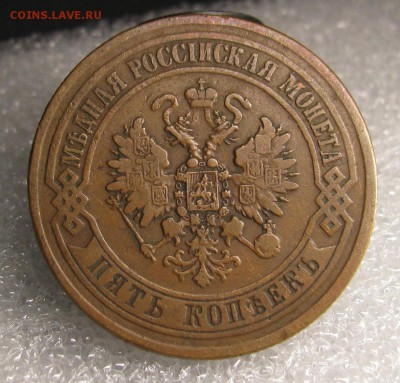 COINS.LAVE.RU
МѢДНАЯ РОССІЙСКАЯ МОНЕТА
ПЯТЬ КОПѢЕКЪ